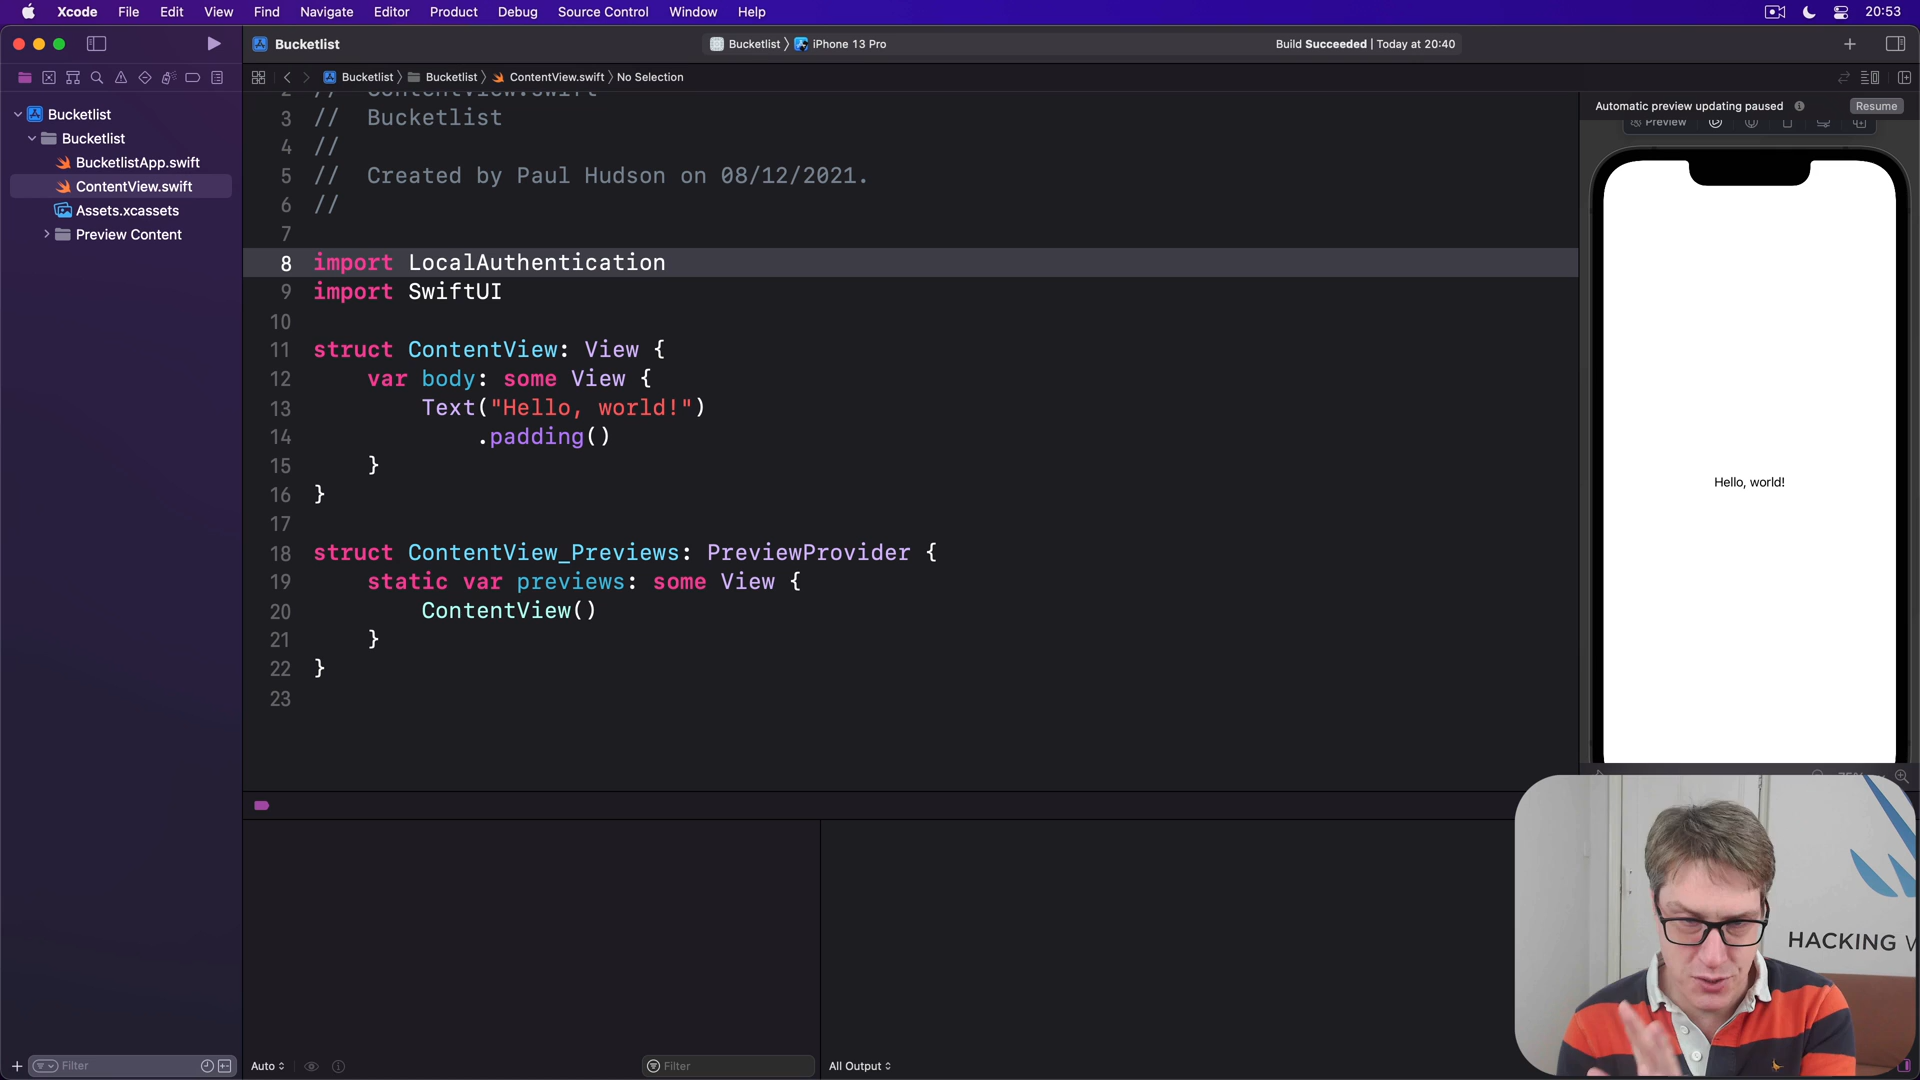 Xcode File Edit View Find Navigate Editor Product Debug Source Control Window Help 20:53
Bucketlist
Bucketlist iPhone 13 Pro
Build Succeeded | Today at 20:40
Bucketlist Bucketlist ContentView.swift No Selection
Bucketlist
Bucketlist
BucketlistApp.swift
ContentView.swift
Assets.xcassets
Preview Content
2 // ContentView.swift
3 // Bucketlist
4 //
5 // Created by Paul Hudson on 08/12/2021.
6 //
7
8 import LocalAuthentication
9 import SwiftUI
10
11 struct ContentView: View {
12 var body: some View {
13 Text("Hello, world!")
14 .padding()
15 }
16 }
17
18 struct ContentView_Previews: PreviewProvider {
19 static var previews: some View {
20 ContentView()
21 }
22 }
23
Automatic preview updating paused Resume
Preview
Hello, world!
75%
HACKING W
Filter
Auto
Filter
All Output